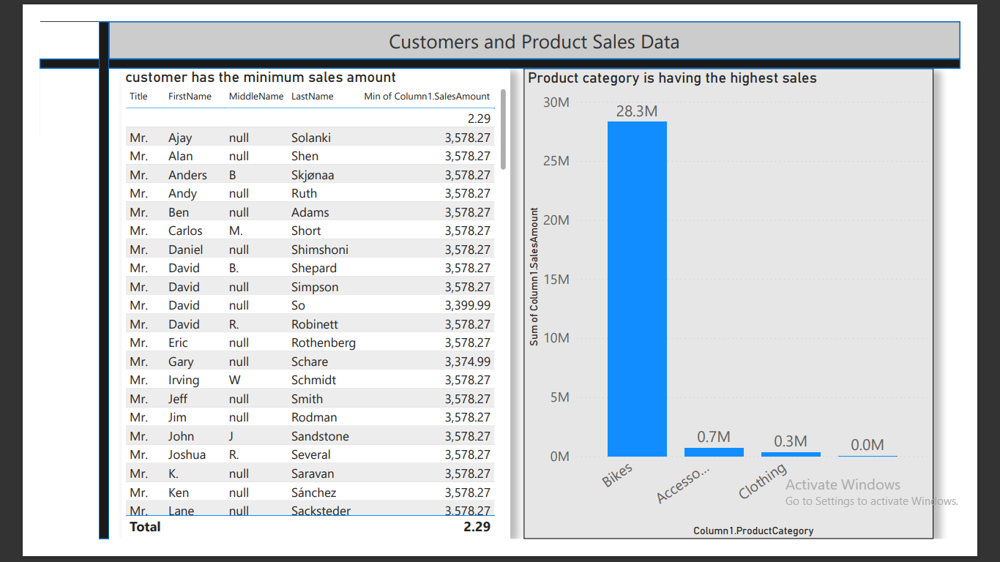 Customers and Product Sales Data
customer has the minimum sales amount
Title FirstName MiddleName LastName Min of Column1.SalesAmount
2.29
Mr. Ajay null Solanki 3,578.27
Mr. Alan null Shen 3,578.27
Mr. Anders B Skjønaa 3,578.27
Mr. Andy null Ruth 3,578.27
Mr. Ben null Adams 3,578.27
Mr. Carlos M. Short 3,578.27
Mr. Daniel null Shimshoni 3,578.27
Mr. David B. Shepard 3,578.27
Mr. David null Simpson 3,578.27
Mr. David null So 3,399.99
Mr. David R. Robinett 3,578.27
Mr. Eric null Rothenberg 3,578.27
Mr. Gary null Schare 3,374.99
Mr. Irving W Schmidt 3,578.27
Mr. Jeff null Smith 3,578.27
Mr. Jim null Rodman 3,578.27
Mr. John J Sandstone 3,578.27
Mr. Joshua R. Several 3,578.27
Mr. K. null Saravan 3,578.27
Mr. Ken null Sánchez 3,578.27
Mr. Lane null Sacksteder 3,578.27
Total 2.29
Product category is having the highest sales
Sum of Column1.SalesAmount
30M
25M
20M
15M
10M
5M
0M
28.3M
0.7M
0.3M
0.0M
Bikes
Accesso...
Clothing
Column1.ProductCategory
Activate Windows
Go to Settings to activate Windows.